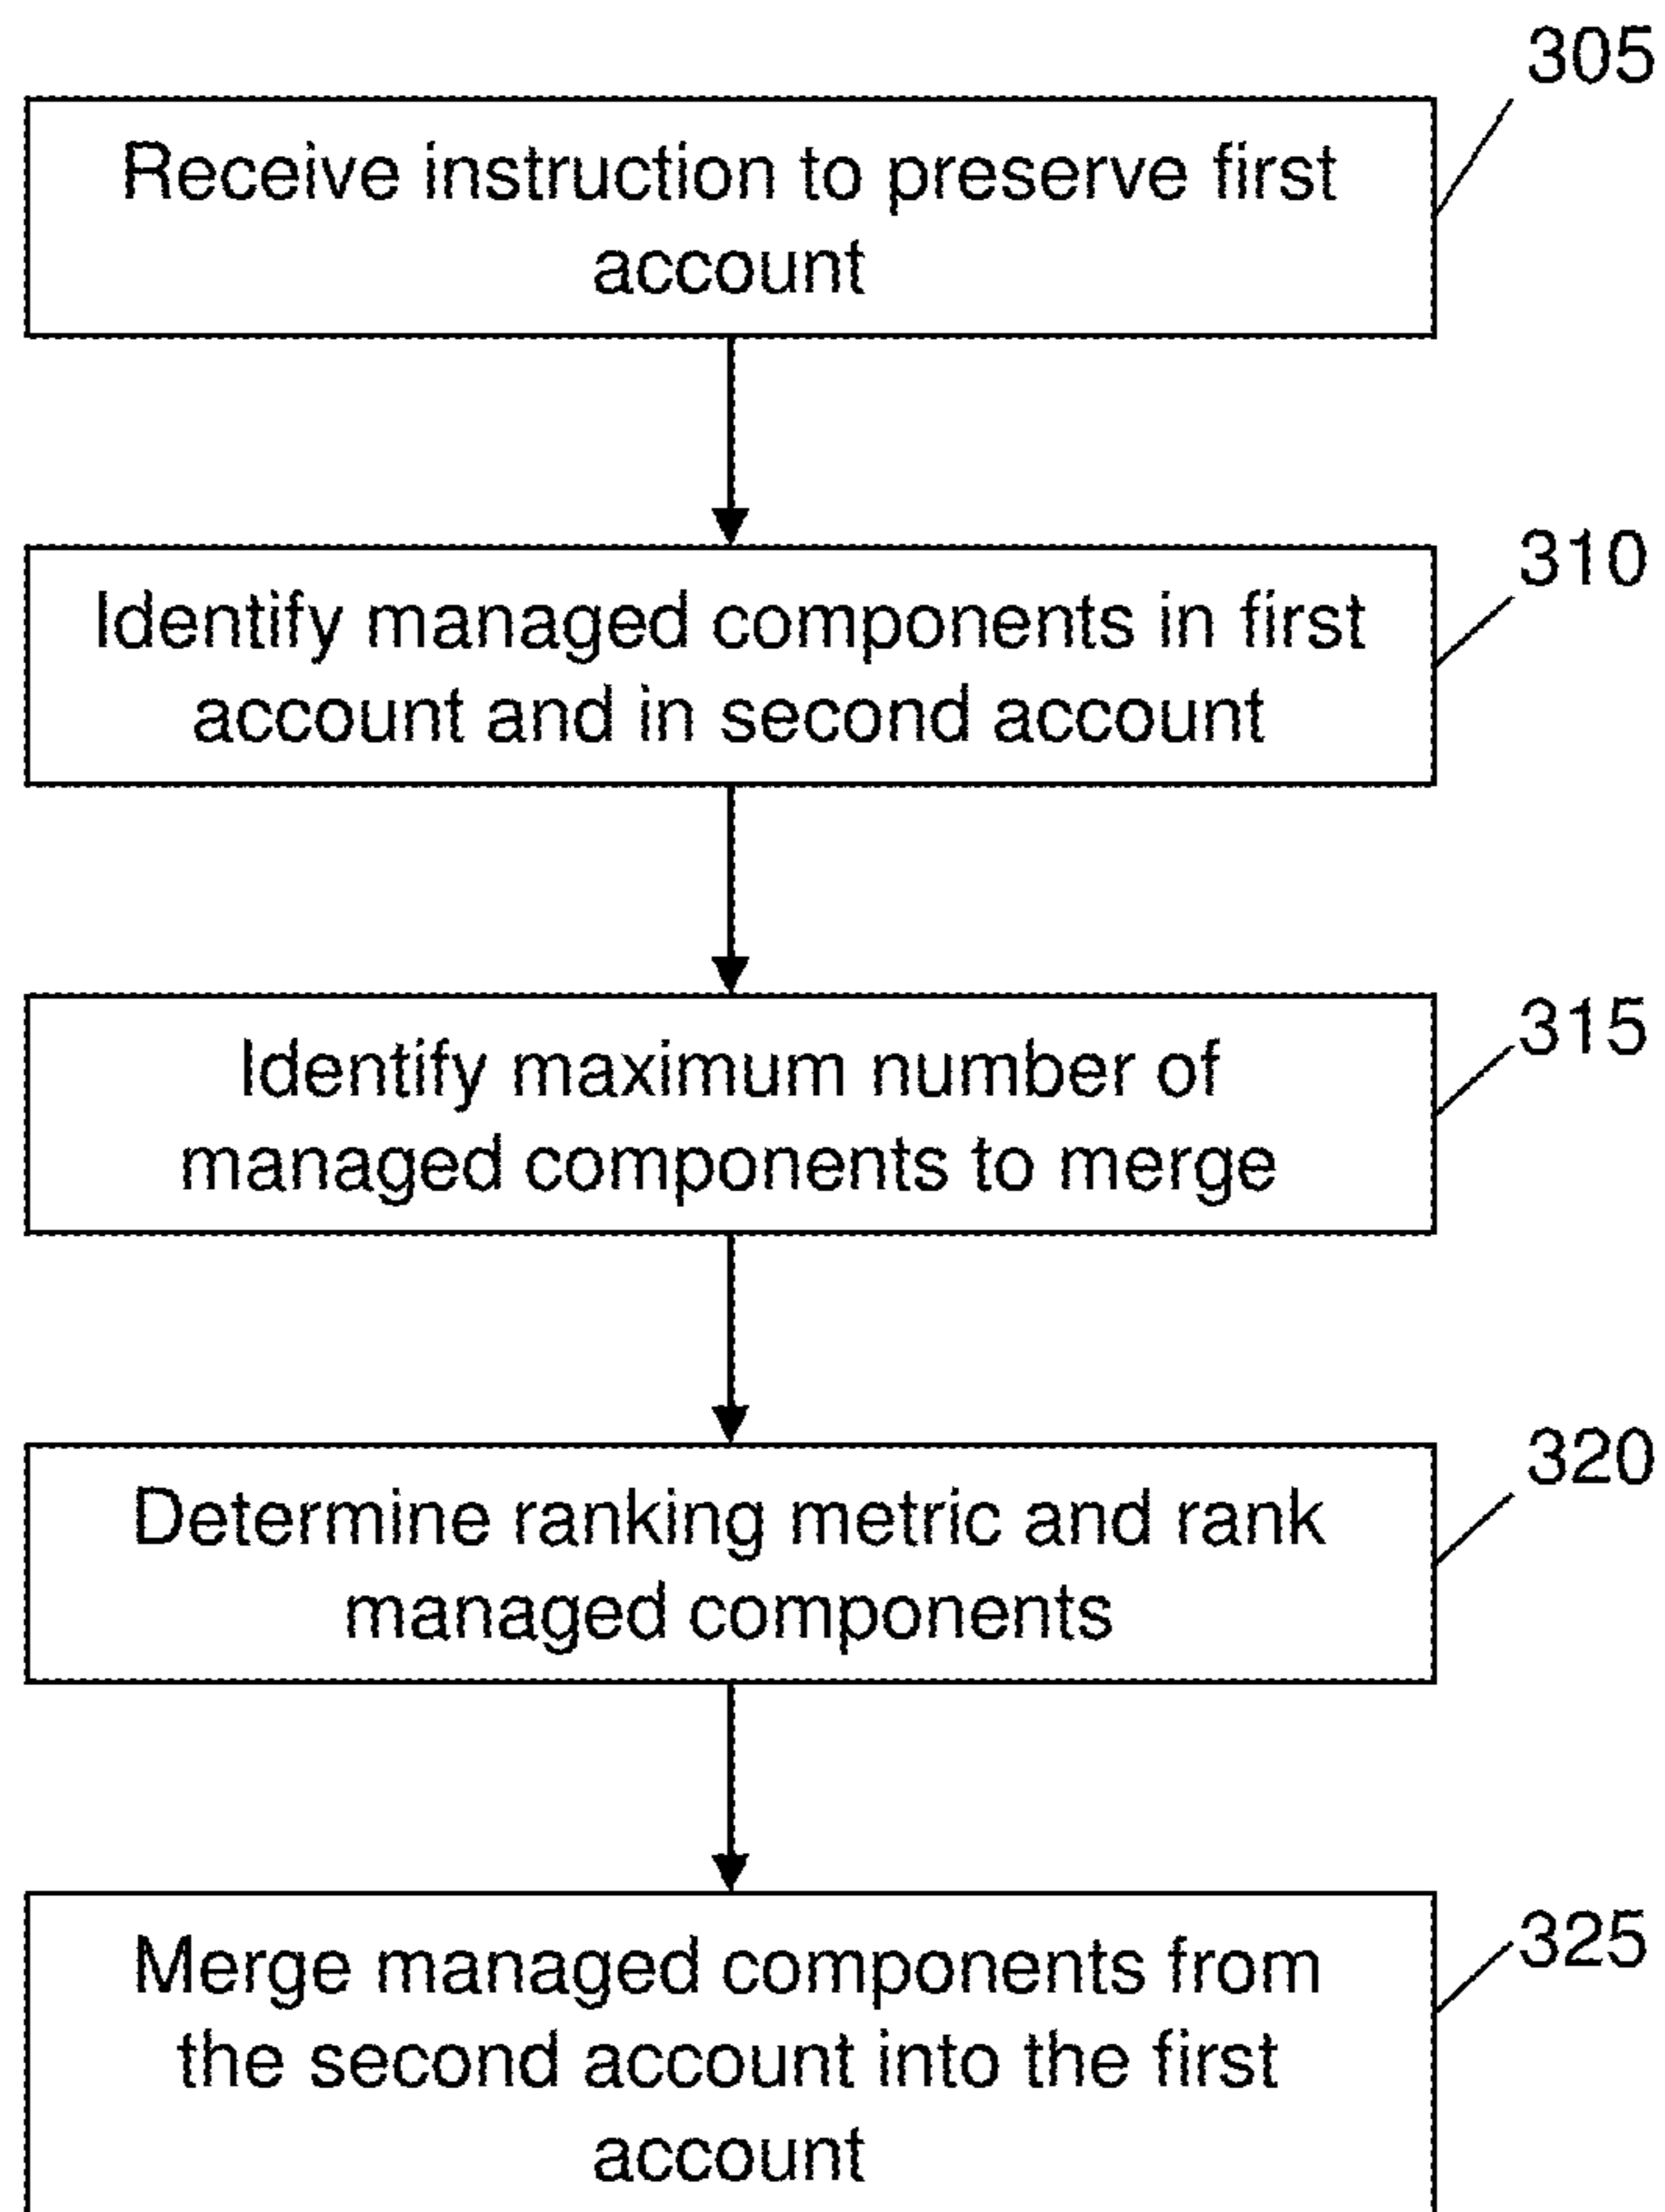 305
Receive instruction to preserve first
account
310
Identify managed components in first
account and in second account
315
Identify maximum number of
managed components to merge
320
Determine ranking metric and rank
managed components
325
Merge managed components from
the second account into the first
account